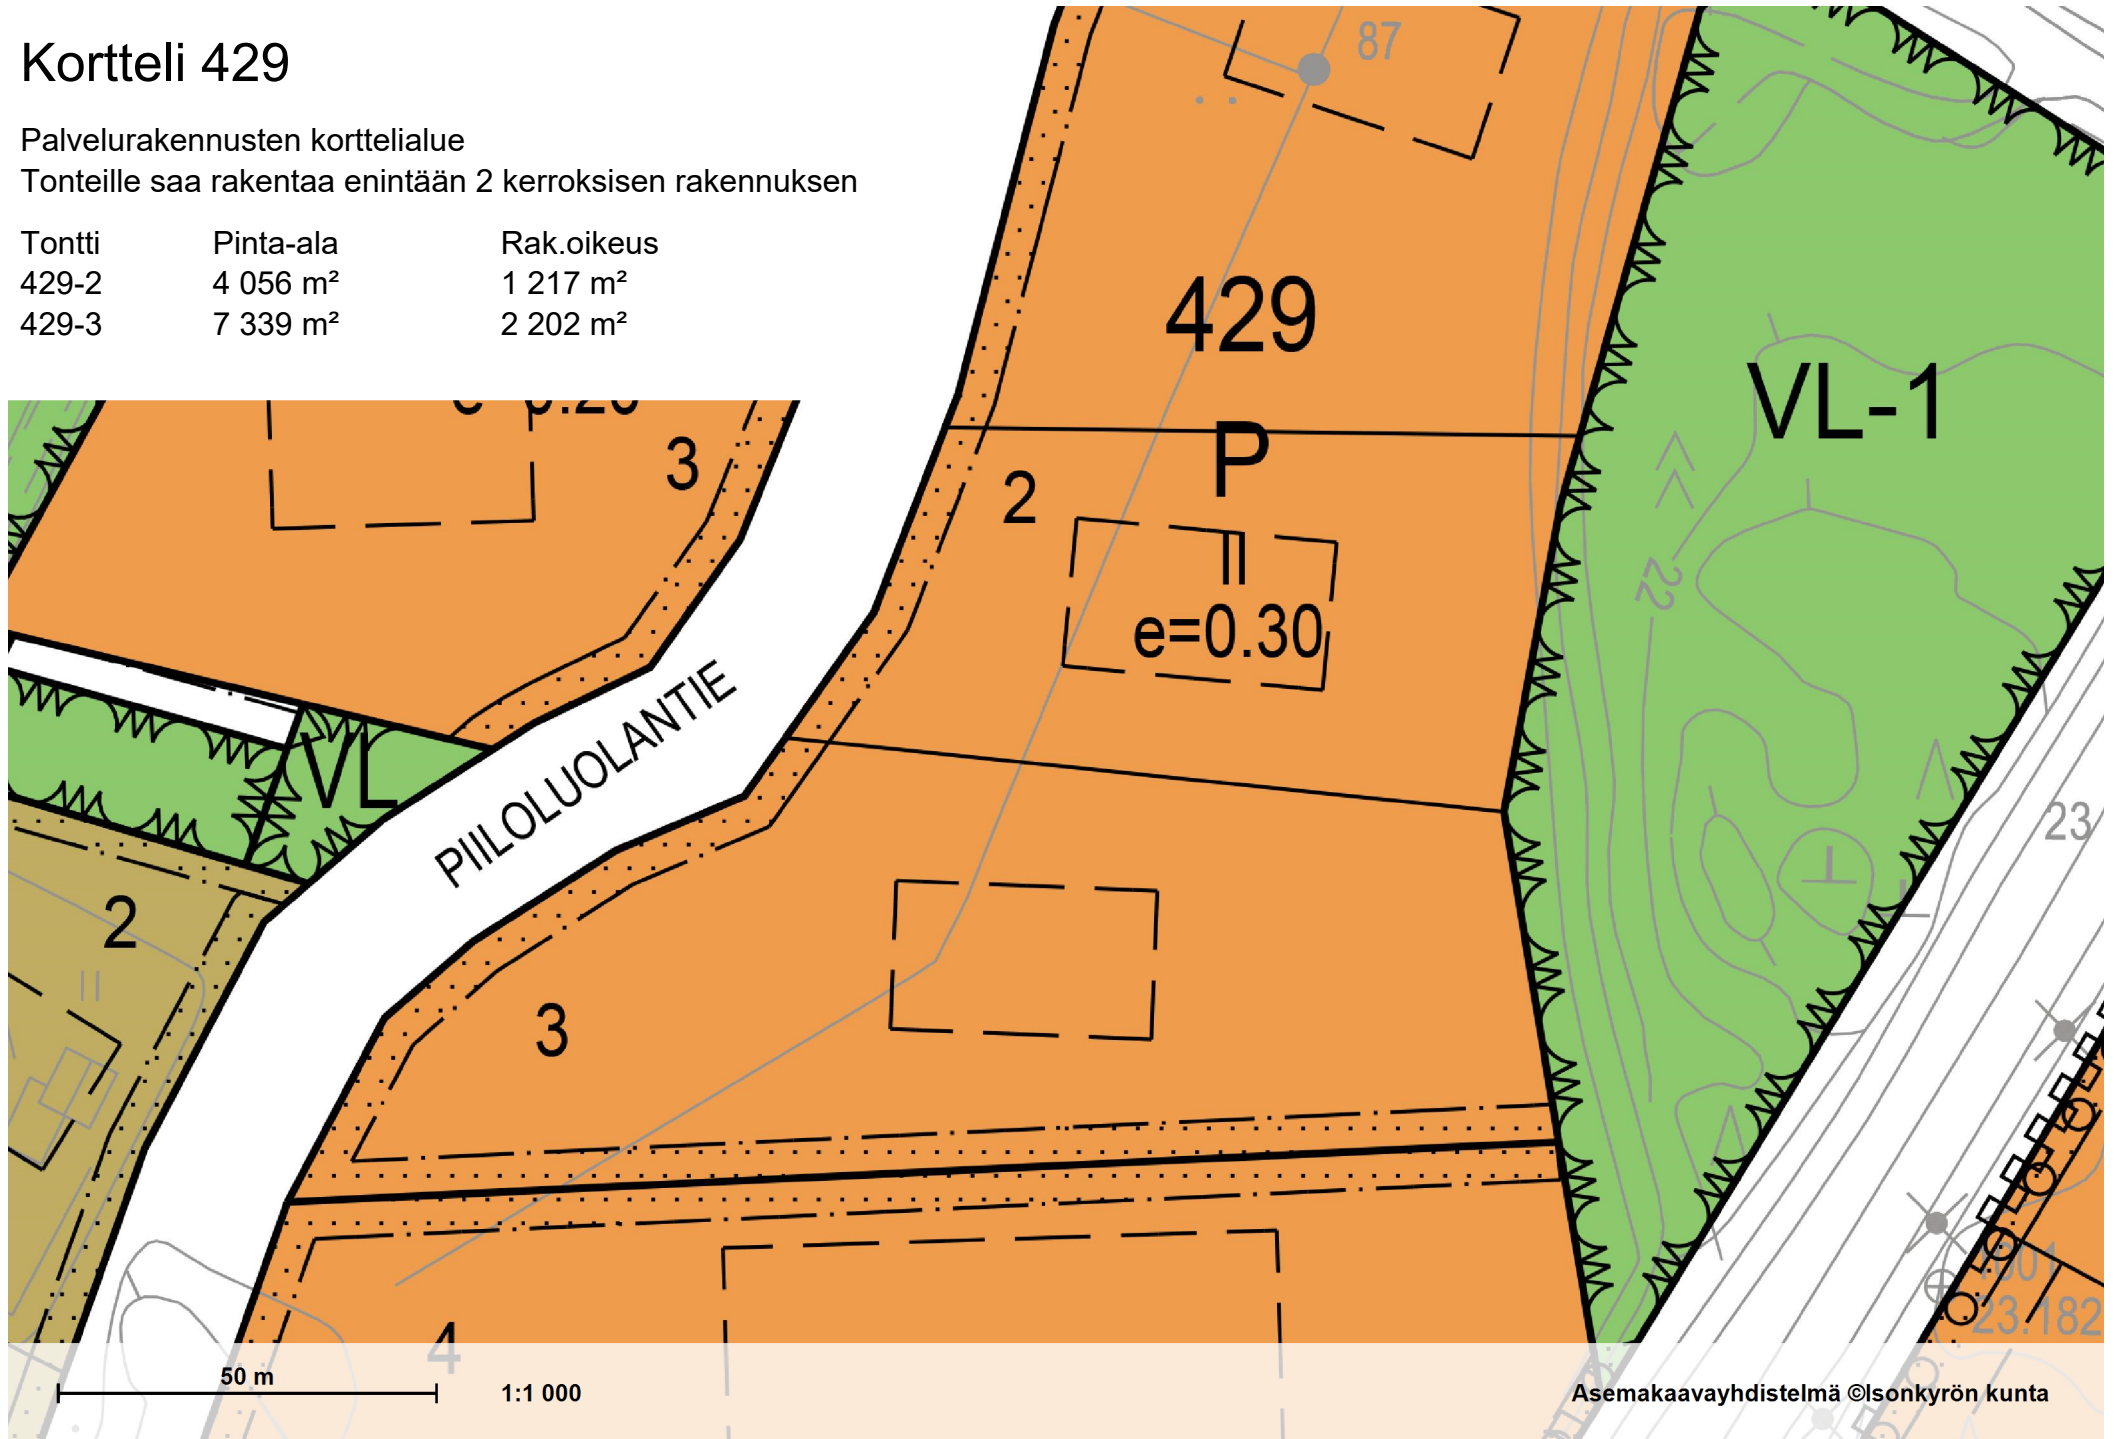 Kortteli 429
Palvelurakennusten korttelialue
Tonteille saa rakentaa enintään 2 kerroksisen rakennuksen
Tontti Pinta-ala Rak.oikeus
429-2 4 056 m² 1 217 m²
429-3 7 339 m² 2 202 m²
87
429
VL-1
P
3
2
II
e=0.30
22
PIILOLUOLANTIE
VL
23
2
II
3
4
23.182
50 m
1:1 000
Asemakaavayhdistelmä ©Isonkyrön kunta